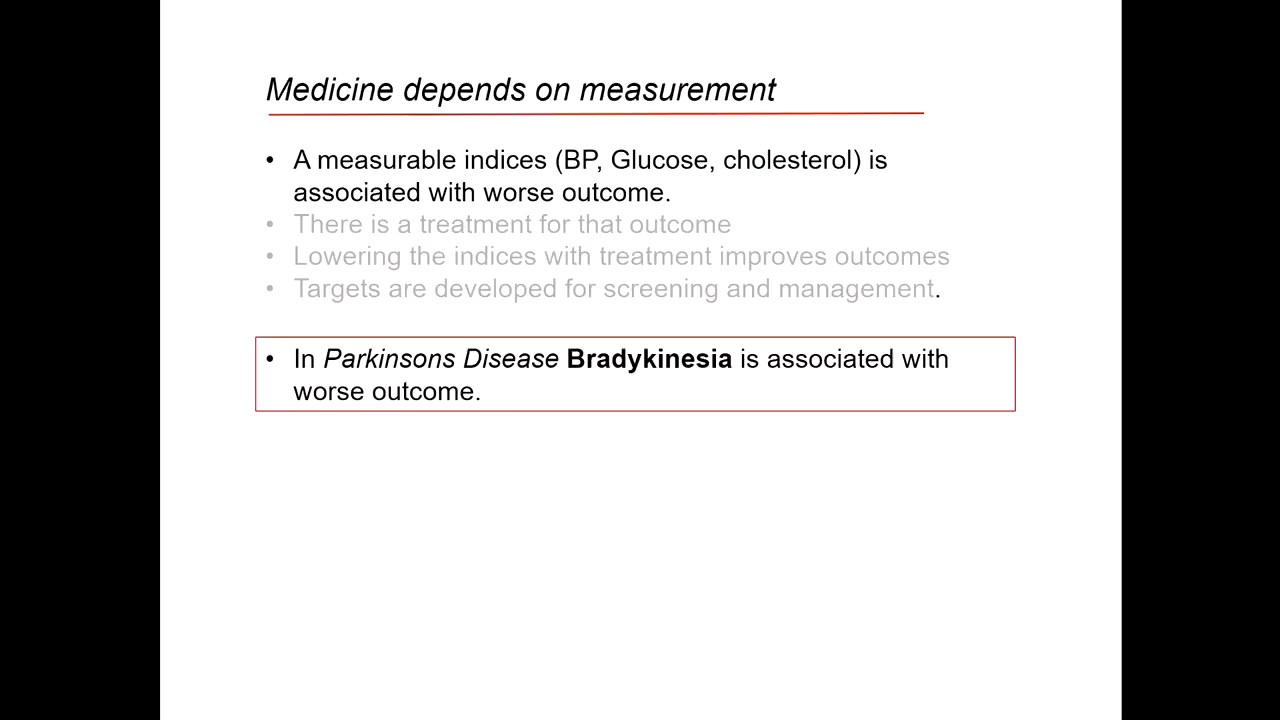 Medicine depends on measurement
• A measurable indices (BP, Glucose, cholesterol) is
associated with worse outcome.
• There is a treatment for that outcome
• Lowering the indices with treatment improves outcomes
• Targets are developed for screening and management.
• In Parkinsons Disease Bradykinesia is associated with
worse outcome.